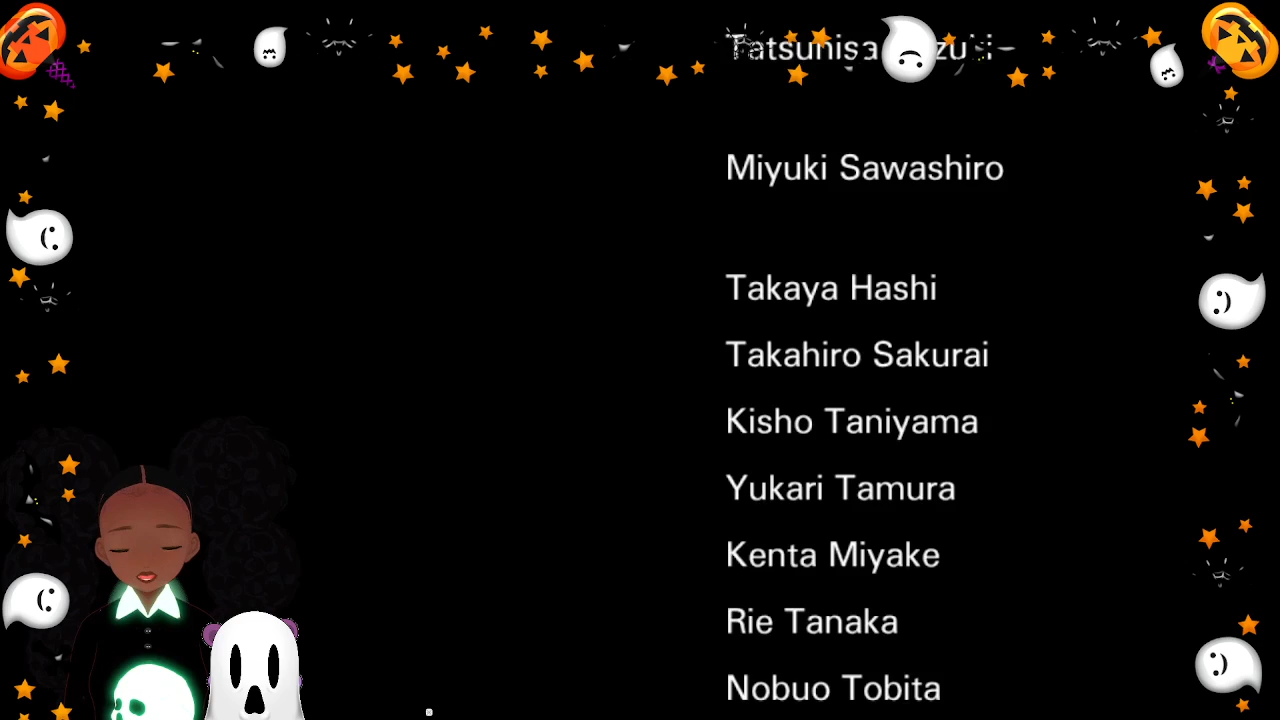 Miyuki Sawashiro
Takaya Hashi
Takahiro Sakurai
Kisho Taniyama
Yukari Tamura
Kenta Miyake
Rie Tanaka
Nobuo Tobita